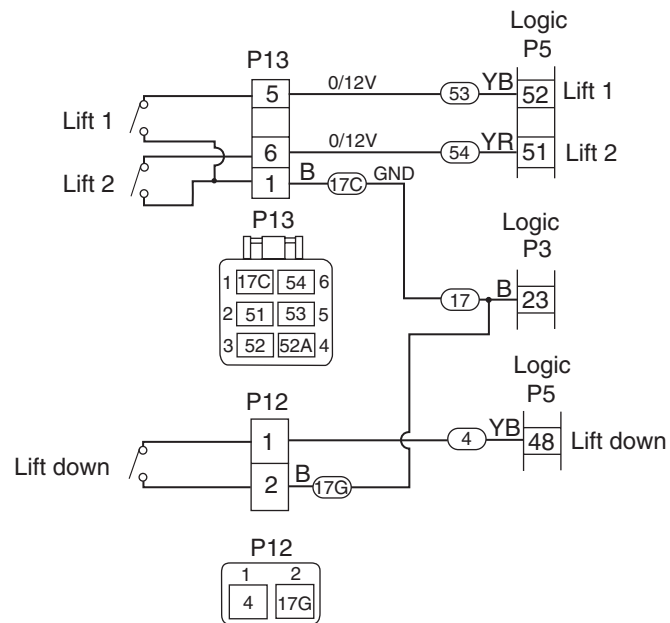 Logic
P5
P13
5 0/12V 53 YB 52 Lift 1
Lift 1
6 0/12V 54 YR 51 Lift 2
Lift 2
1 B 17C GND
P13
1 17C 54 6
2 51 53 5
3 52 52A 4
Logic
P3
17 B 23
Logic
P5
P12
1 4 YB 48 Lift down
Lift down
2 B 17G
P12
1 2
4 17G